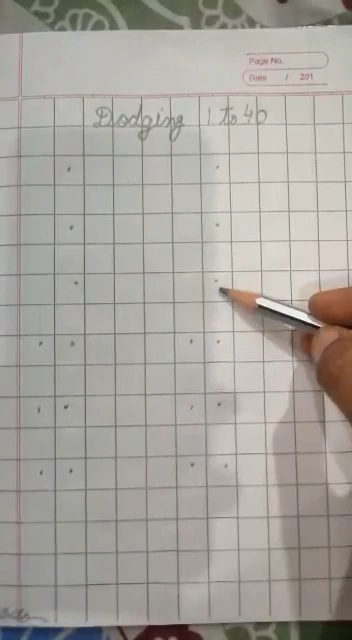 Page No.
Date / 201
Dodging 1 to 40